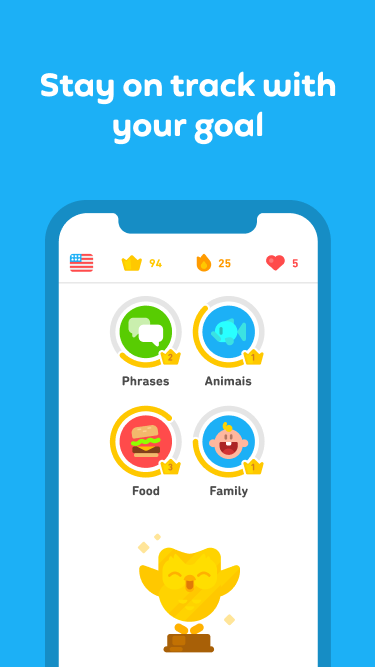 Stay on track with
your goal
94 25 5
2 1
Phrases Animais
3 1
Food Family